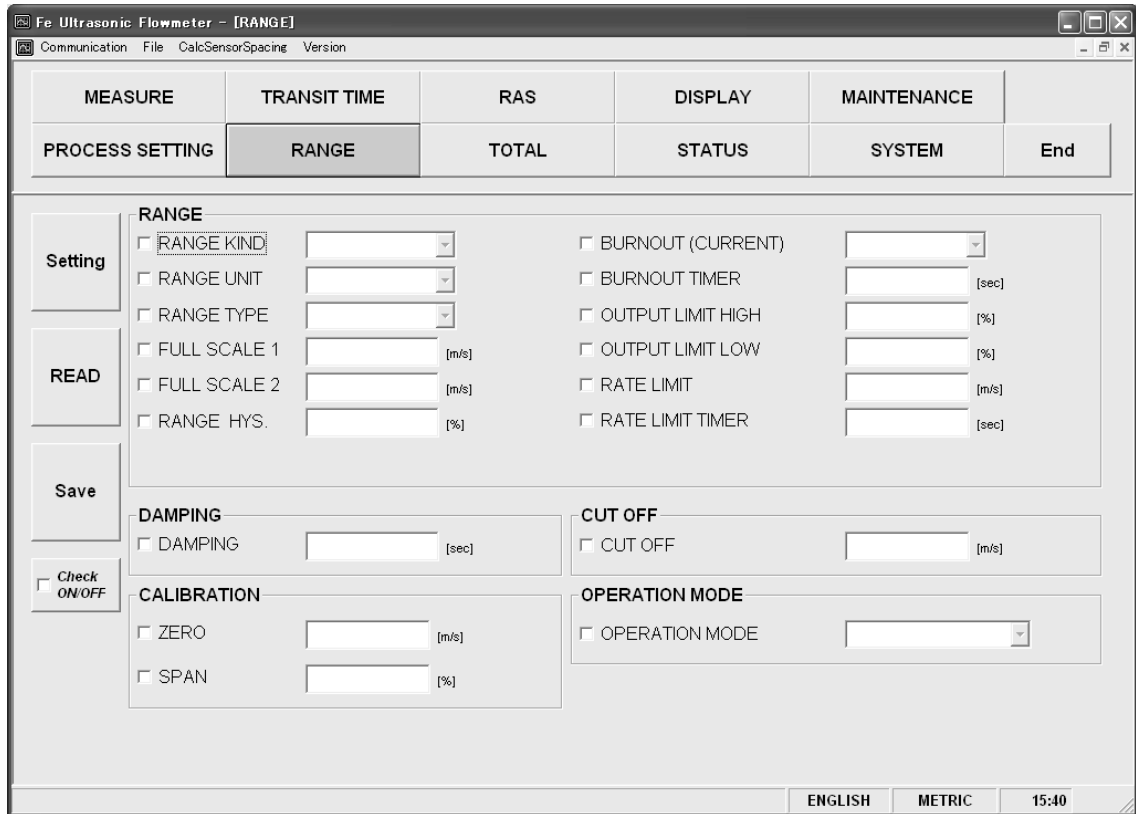 Fe Ultrasonic Flowmeter - [RANGE]
Communication File CalcSensorSpacing Version
MEASURE TRANSIT TIME RAS DISPLAY MAINTENANCE
PROCESS SETTING RANGE TOTAL STATUS SYSTEM End
Setting
READ
Save
Check
ON/OFF
RANGE
RANGE KIND
RANGE UNIT
RANGE TYPE
FULL SCALE 1 [m/s]
FULL SCALE 2 [m/s]
RANGE HYS. [%]
BURNOUT (CURRENT)
BURNOUT TIMER [sec]
OUTPUT LIMIT HIGH [%]
OUTPUT LIMIT LOW [%]
RATE LIMIT [m/s]
RATE LIMIT TIMER [sec]
DAMPING
DAMPING [sec]
CUT OFF
CUT OFF [m/s]
CALIBRATION
ZERO [m/s]
SPAN [%]
OPERATION MODE
OPERATION MODE
ENGLISH METRIC 15:40